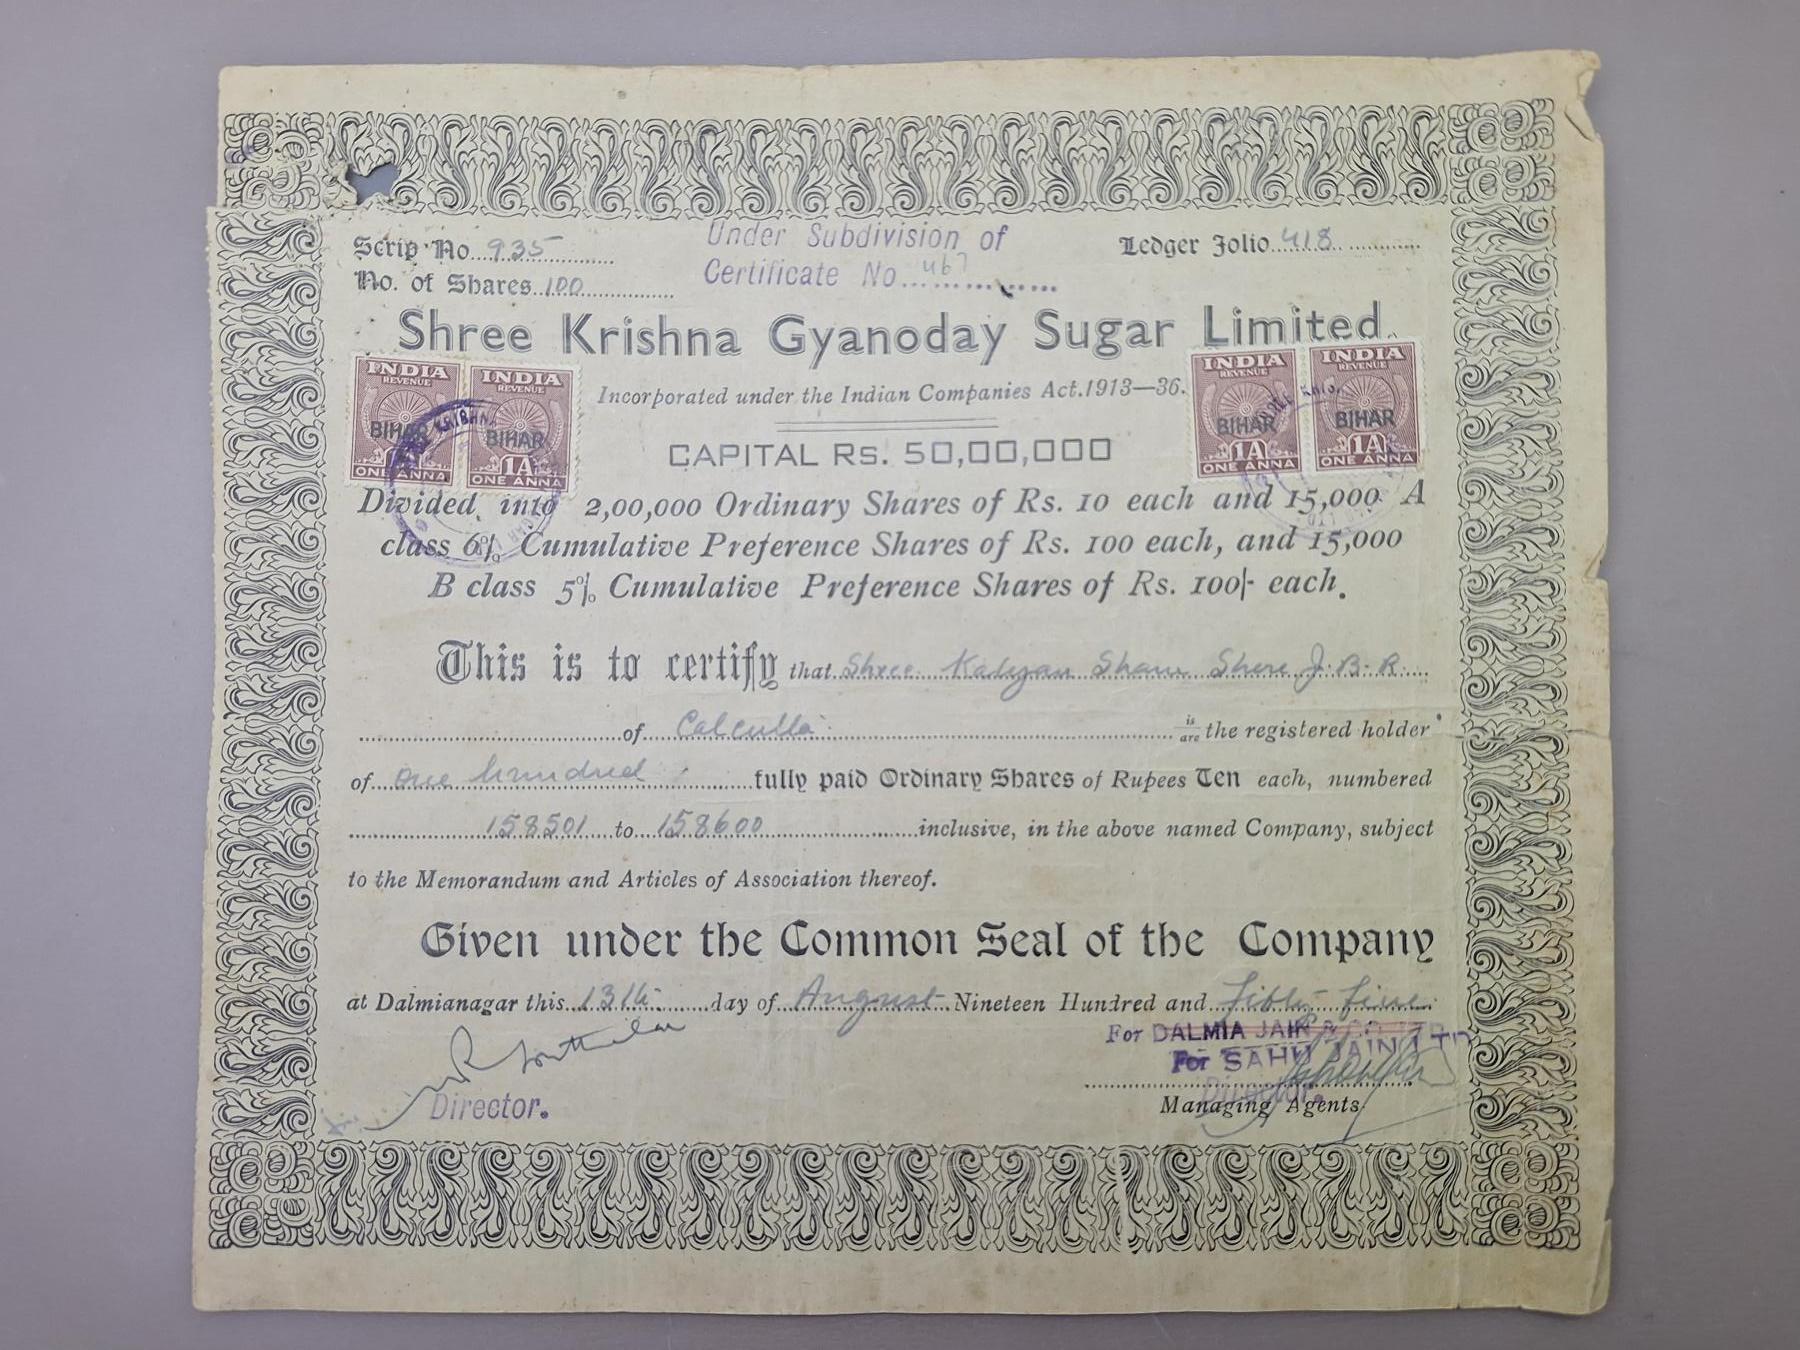 Scrip No. 935
Under Subdivision of
Ledger Folio 418
No. of Shares 100
Certificate No. 467
Shree Krishna Gyanoday Sugar Limited.
INDIA REVENUE BIHAR 1A ONE ANNA
INDIA REVENUE BIHAR 1A ONE ANNA
INDIA REVENUE BIHAR 1A ONE ANNA
INDIA REVENUE BIHAR 1A ONE ANNA
Incorporated under the Indian Companies Act.1913—36.
CAPITAL Rs. 50,00,000
Divided into 2,00,000 Ordinary Shares of Rs. 10 each and 15,000 A
class 6% Cumulative Preference Shares of Rs. 100 each, and 15,000
B class 5% Cumulative Preference Shares of Rs. 100/- each.
This is to certify that Shree Kalyan Shree J.B.R.
of Calcutta is/are the registered holder
of one hundred fully paid Ordinary Shares of Rupees Ten each, numbered
158501 to 158600 inclusive, in the above named Company, subject
to the Memorandum and Articles of Association thereof.
Given under the Common Seal of the Company
at Dalmianagar this 13th day of August Nineteen Hundred and fifty five.
For DALMIA JAIN & CO. LTD
For SAHU JAIN LTD
Director.
Director.
Managing Agents